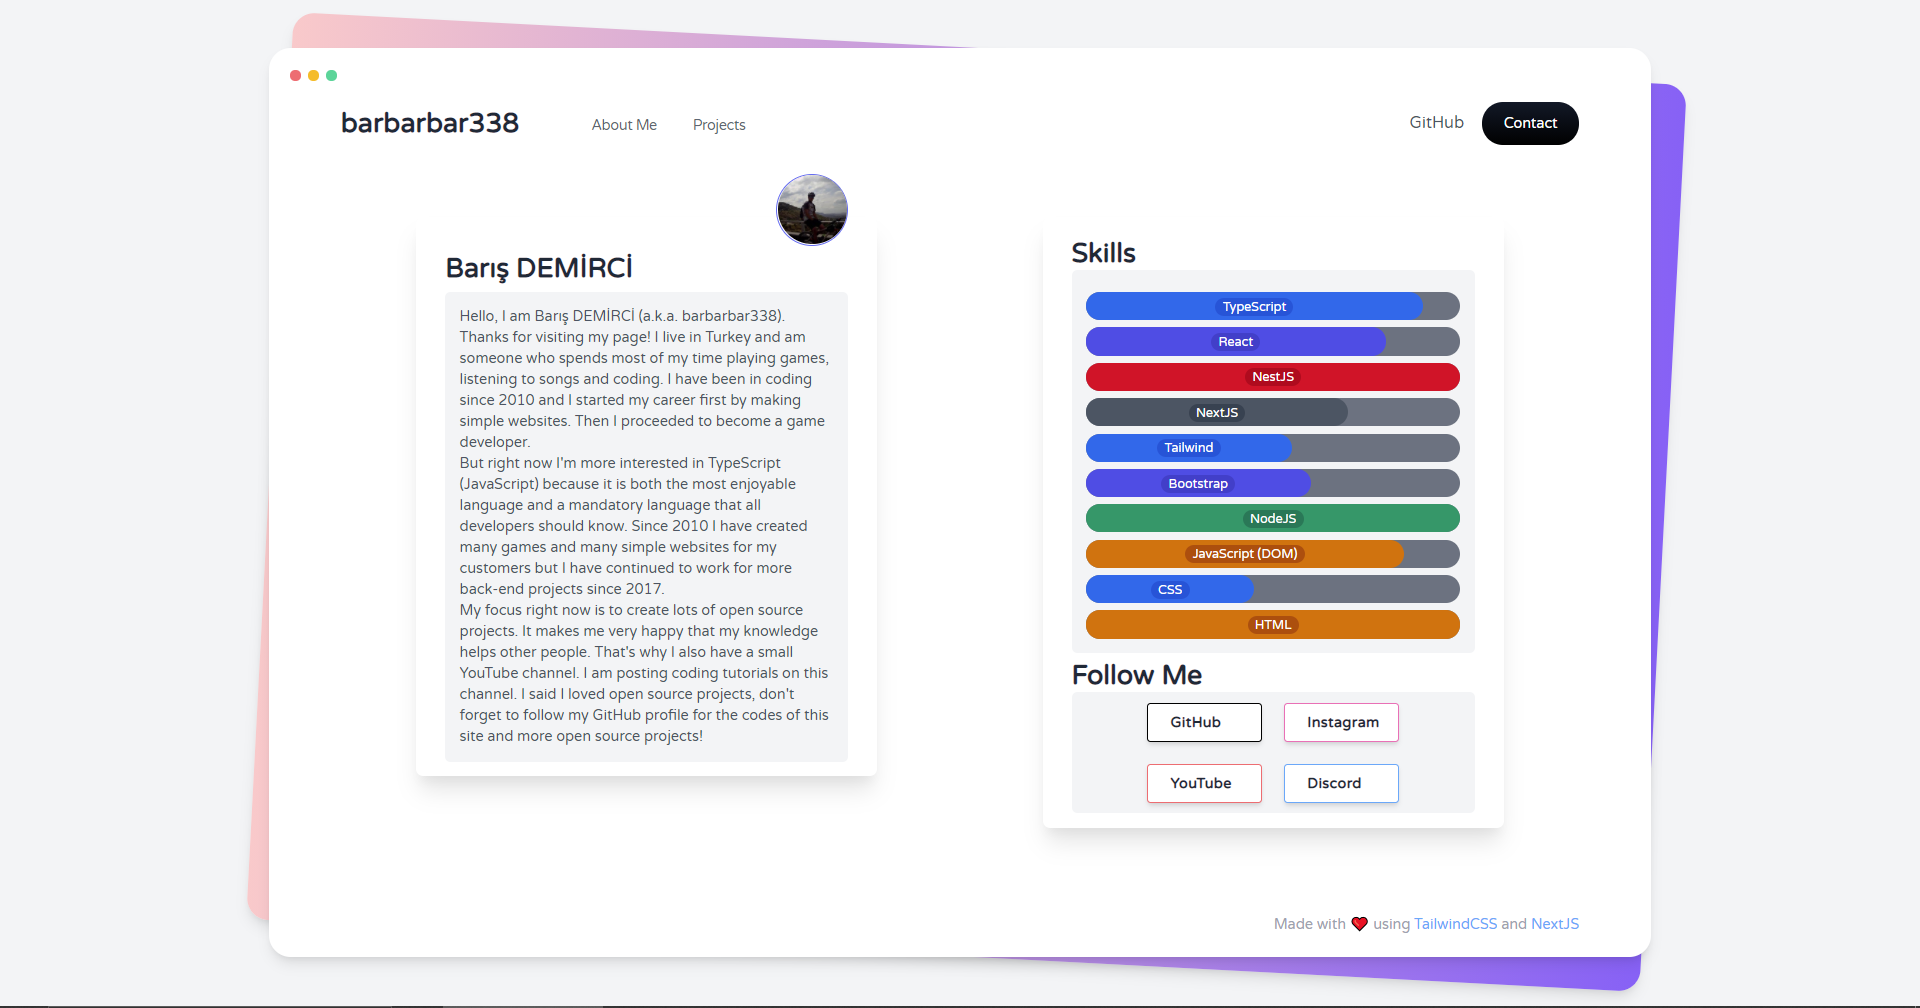 barbarbar338
About Me
Projects
GitHub
Contact
Barış DEMİRCİ
Hello, I am Barış DEMİRCİ (a.k.a. barbarbar338).
Thanks for visiting my page! I live in Turkey and am
someone who spends most of my time playing games,
listening to songs and coding. I have been in coding
since 2010 and I started my career first by making
simple websites. Then I proceeded to become a game
developer.
But right now I'm more interested in TypeScript
(JavaScript) because it is both the most enjoyable
language and a mandatory language that all
developers should know. Since 2010 I have created
many games and many simple websites for my
customers but I have continued to work for more
back-end projects since 2017.
My focus right now is to create lots of open source
projects. It makes me very happy that my knowledge
helps other people. That's why I also have a small
YouTube channel. I am posting coding tutorials on this
channel. I said I loved open source projects, don't
forget to follow my GitHub profile for the codes of this
site and more open source projects!
Skills
TypeScript
React
NestJS
NextJS
Tailwind
Bootstrap
NodeJS
JavaScript (DOM)
CSS
HTML
Follow Me
GitHub
Instagram
YouTube
Discord
Made with ❤️ using TailwindCSS and NextJS